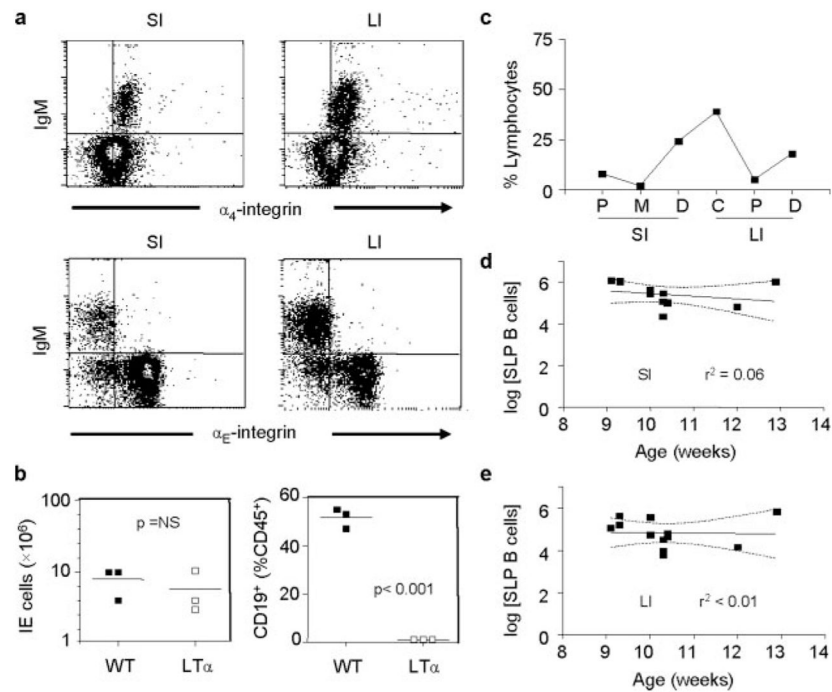 a
SI
LI
IgM
α4-integrin
SI
LI
IgM
αE-integrin
b
100
10
1
IE cells (×10⁶)
p =NS
WT
LTα
60
40
20
0
CD19⁺ (%CD45⁺)
p< 0.001
WT
LTα
c
75
50
25
0
% Lymphocytes
P M D C P D
SI LI
d
6
4
2
0
log [SLP B cells]
SI r² = 0.06
8 9 10 11 12 13 14
Age (weeks)
e
6
4
2
0
log [SLP B cells]
LI r² < 0.01
8 9 10 11 12 13 14
Age (weeks)